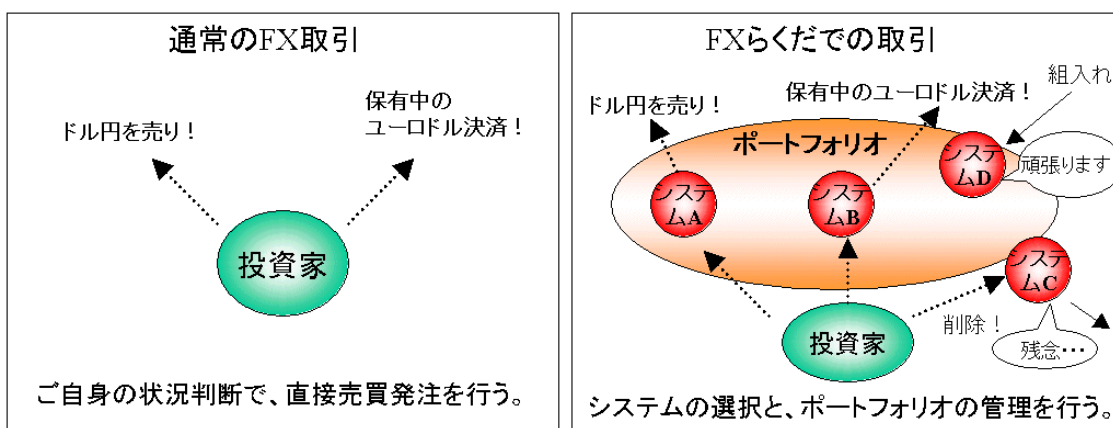 通常のFX取引
ドル円を売り！
保有中の
ユーロドル決済！
投資家
ご自身の状況判断で、直接売買発注を行う。
FXらくだでの取引
組入れ
保有中のユーロドル決済！
ドル円を売り！
ポートフォリオ
システ
ムD
頑張ります
システ
ムA
システ
ムB
システ
ムC
削除！
投資家
残念･･･
システムの選択と、ポートフォリオの管理を行う。